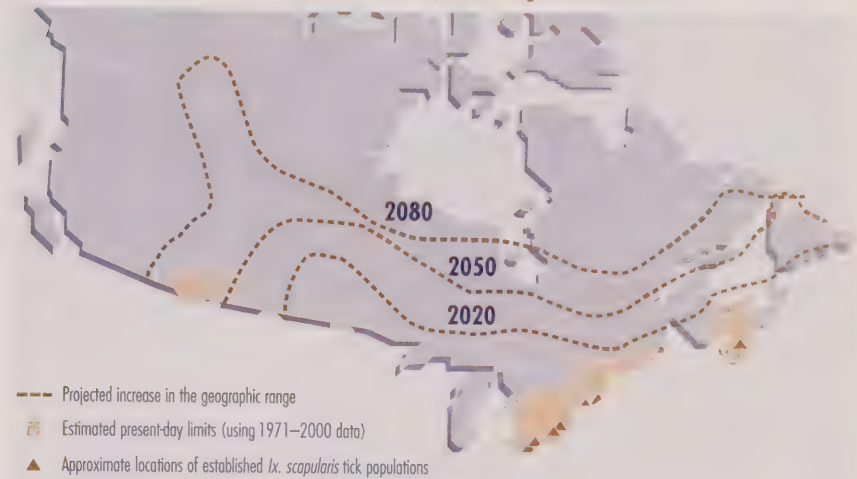 2080
2050
2020
Projected increase in the geographic range
Estimated present-day limits (using 1971–2000 data)
Approximate locations of established Ix. scapularis tick populations